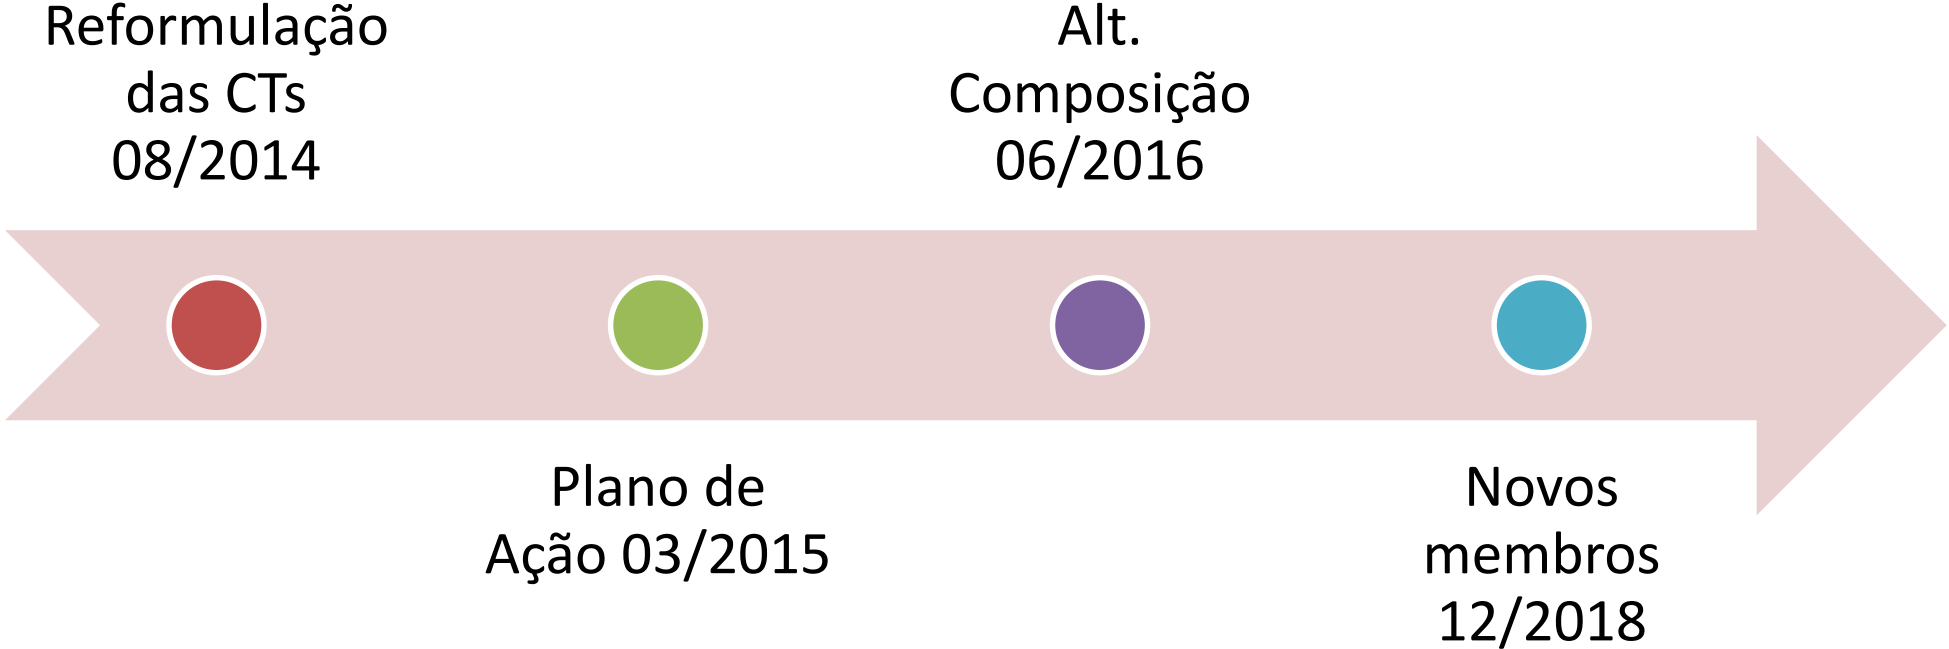 Reformulação
das CTs
08/2014
Plano de
Ação 03/2015
Alt.
Composição
06/2016
Novos
membros
12/2018